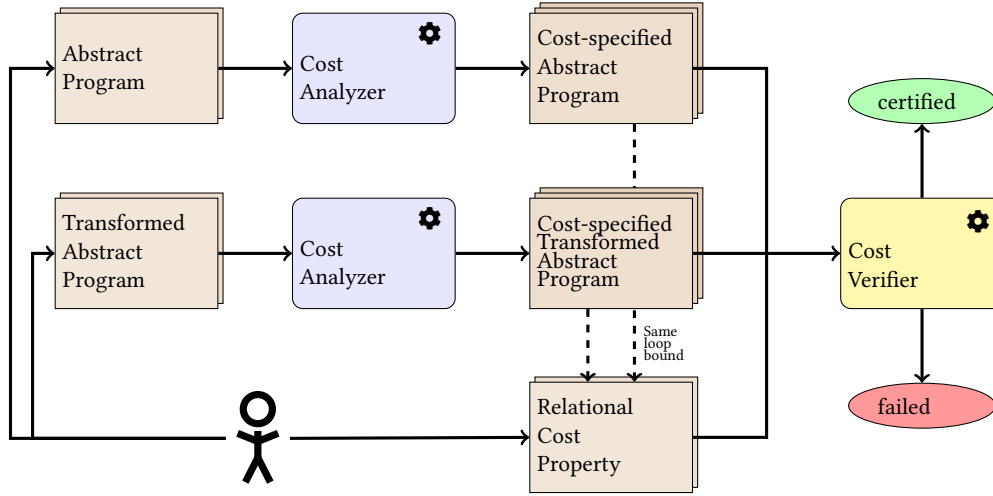 Abstract
Program
Cost
Analyzer
Cost-specified
Abstract
Program
certified
Transformed
Abstract
Program
Cost
Analyzer
Cost-specified
Transformed
Abstract
Program
Cost
Verifier
Same
loop
bound
Relational
Cost
Property
failed